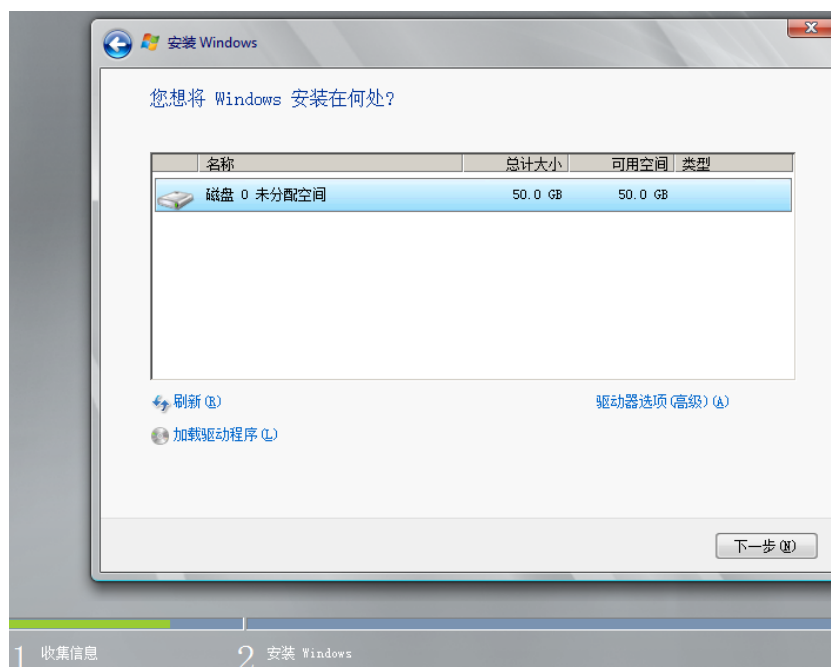 安装 Windows
您想将 Windows 安装在何处?
名称 总计大小 可用空间 类型
磁盘 0 未分配空间 50.0 GB 50.0 GB
刷新(R) 驱动器选项(高级)(A)
加载驱动程序(L)
下一步(N)
1 收集信息 2 安装 Windows